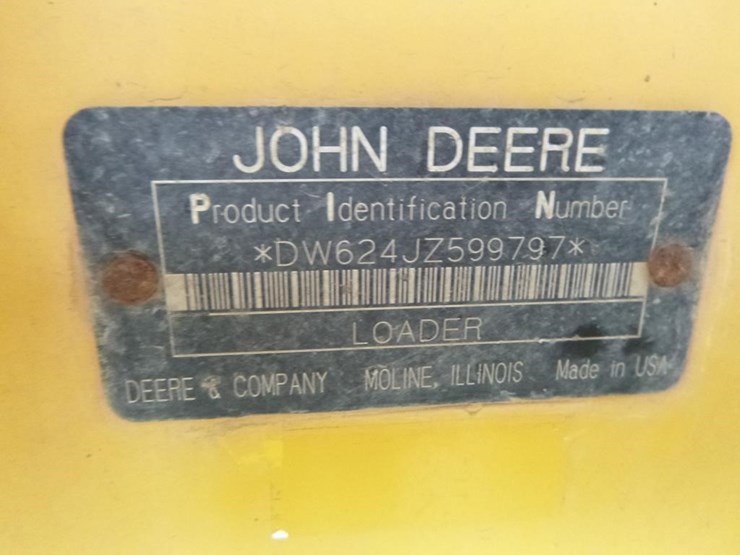 JOHN DEERE
Product Identification Number
*DW624JZ599797*
LOADER
DEERE & COMPANY MOLINE, ILLINOIS Made in USA